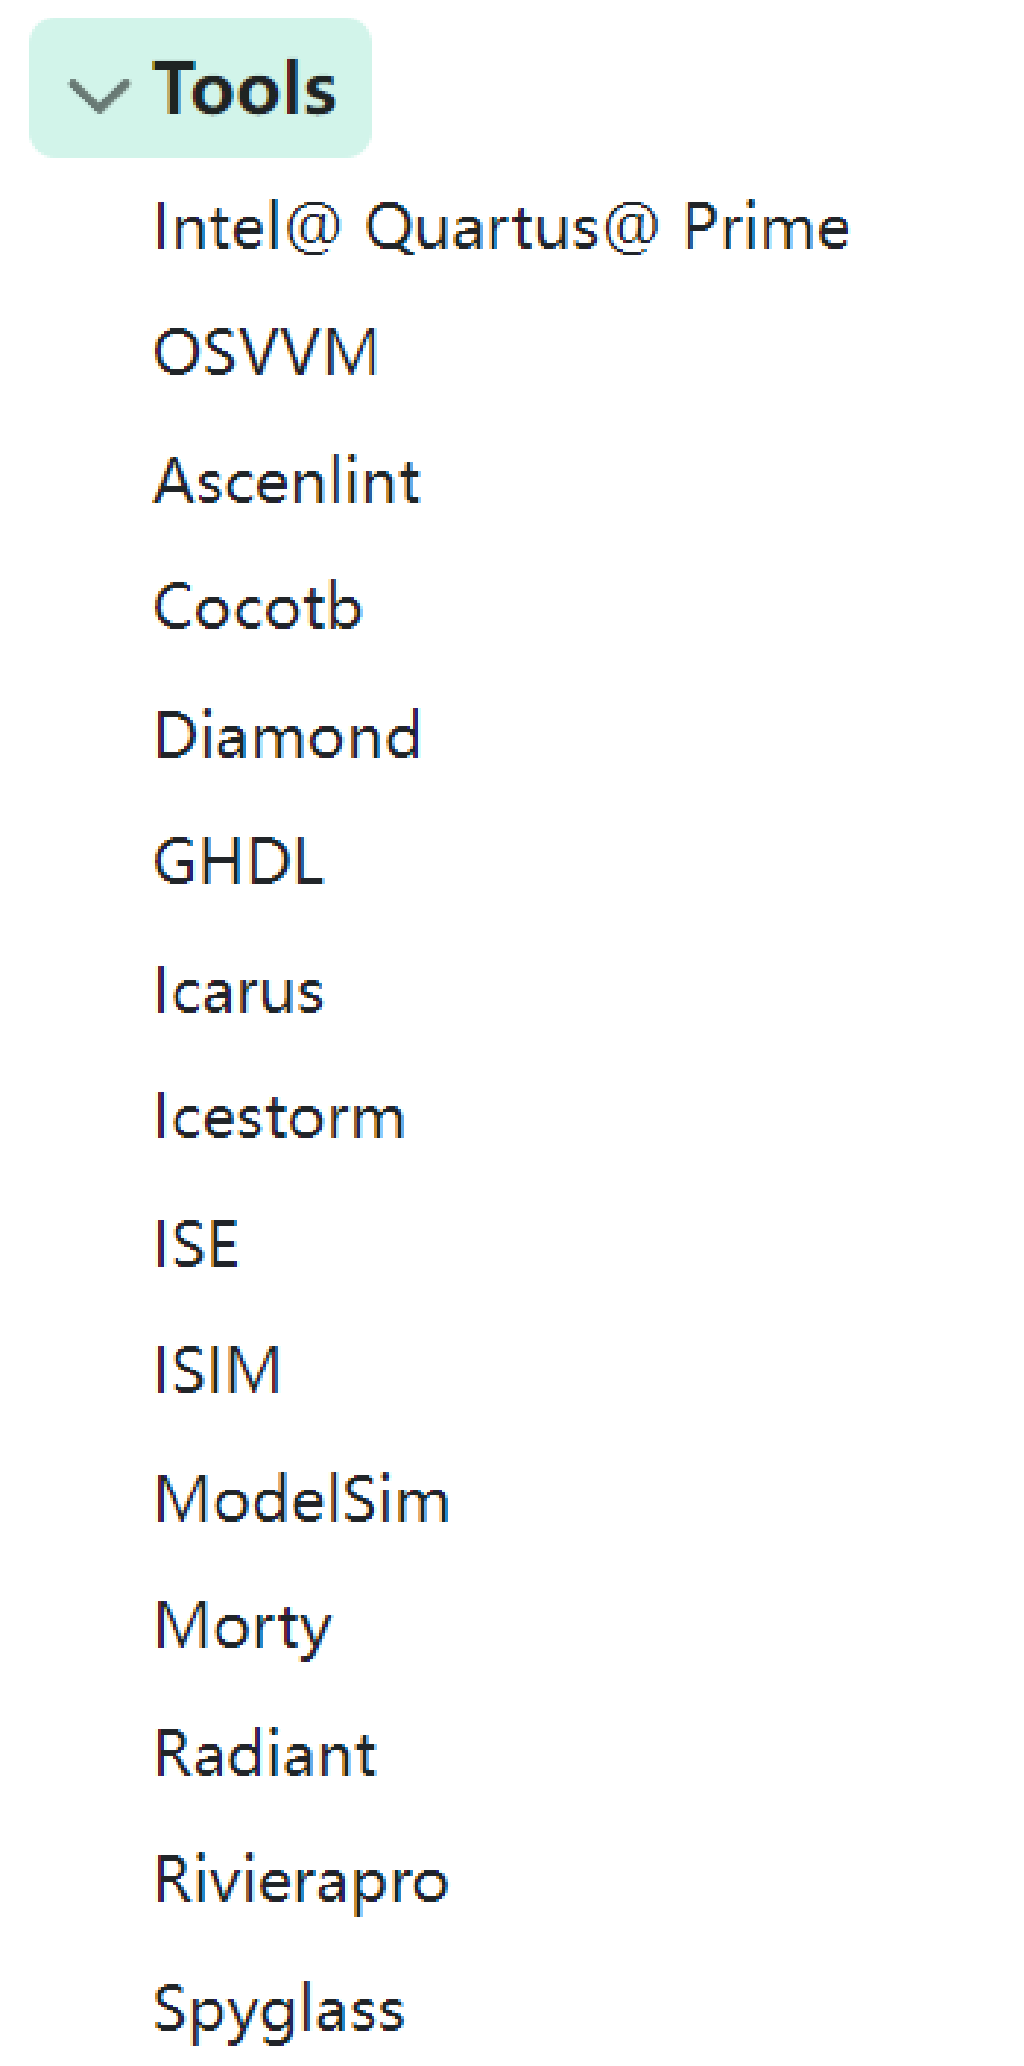 Tools
Intel@ Quartus@ Prime
OSVVM
Ascenlint
Cocotb
Diamond
GHDL
Icarus
Icestorm
ISE
ISIM
ModelSim
Morty
Radiant
Rivierapro
Spyglass